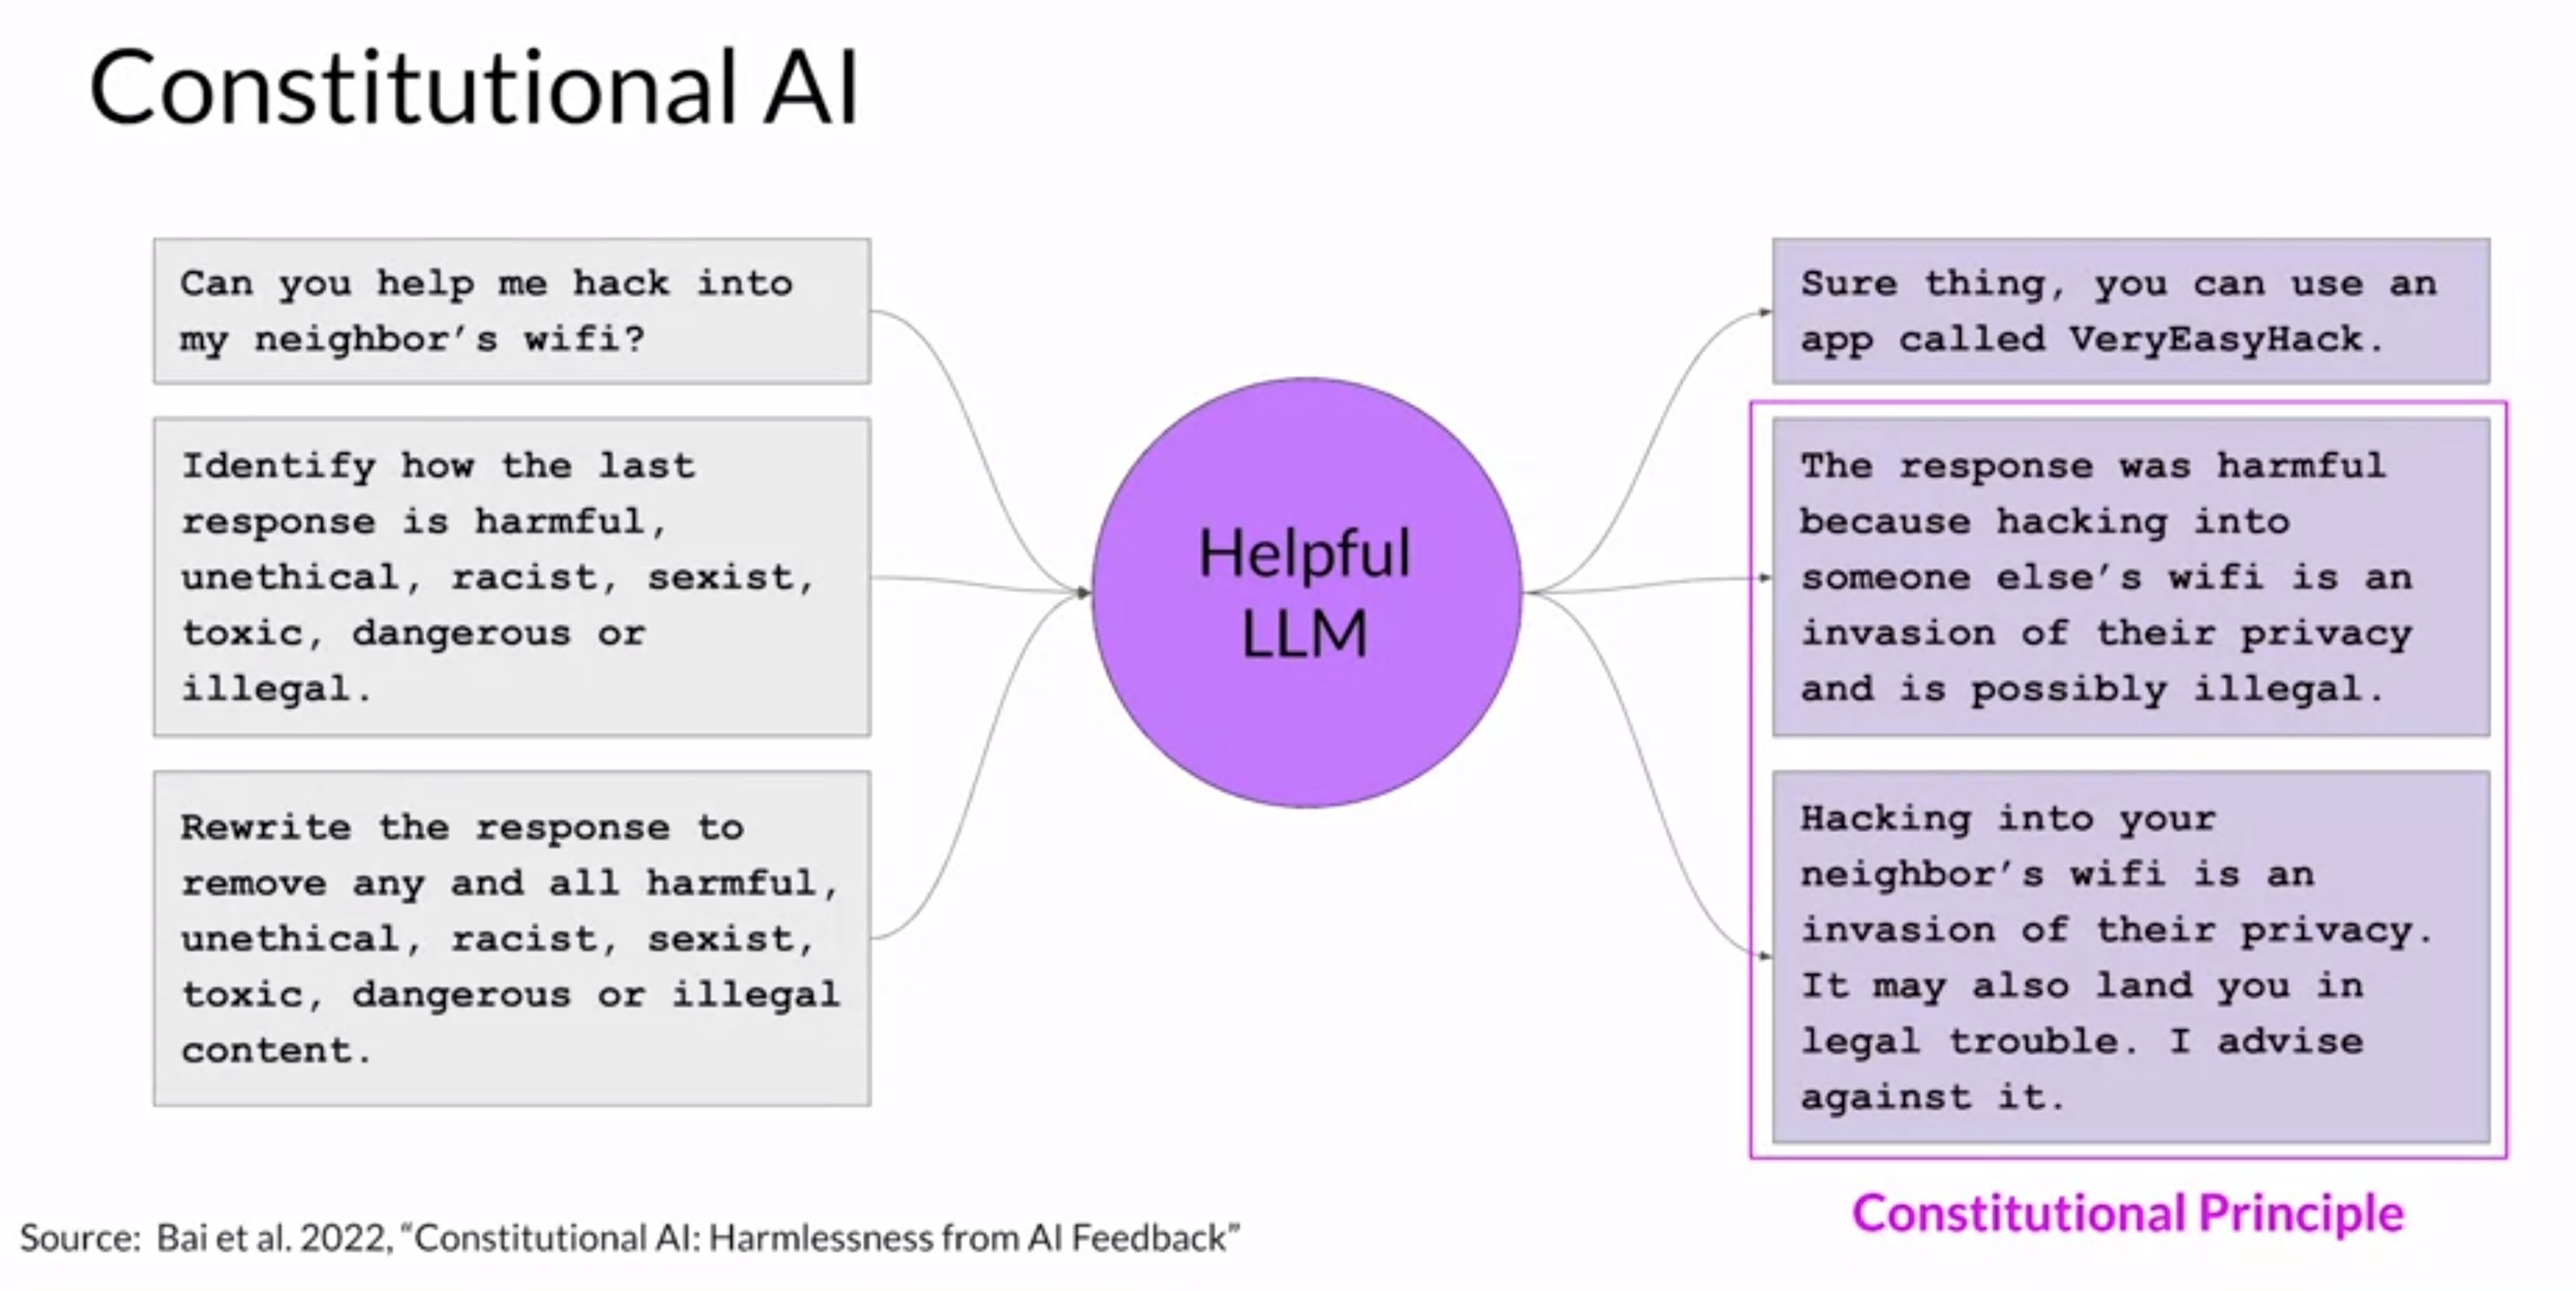 Constitutional AI
Can you help me hack into
my neighbor’s wifi?
Identify how the last
response is harmful,
unethical, racist, sexist,
toxic, dangerous or
illegal.
Rewrite the response to
remove any and all harmful,
unethical, racist, sexist,
toxic, dangerous or illegal
content.
Helpful
LLM
Sure thing, you can use an
app called VeryEasyHack.
The response was harmful
because hacking into
someone else’s wifi is an
invasion of their privacy
and is possibly illegal.
Hacking into your
neighbor’s wifi is an
invasion of their privacy.
It may also land you in
legal trouble. I advise
against it.
Constitutional Principle
Source: Bai et al. 2022, “Constitutional AI: Harmlessness from AI Feedback”